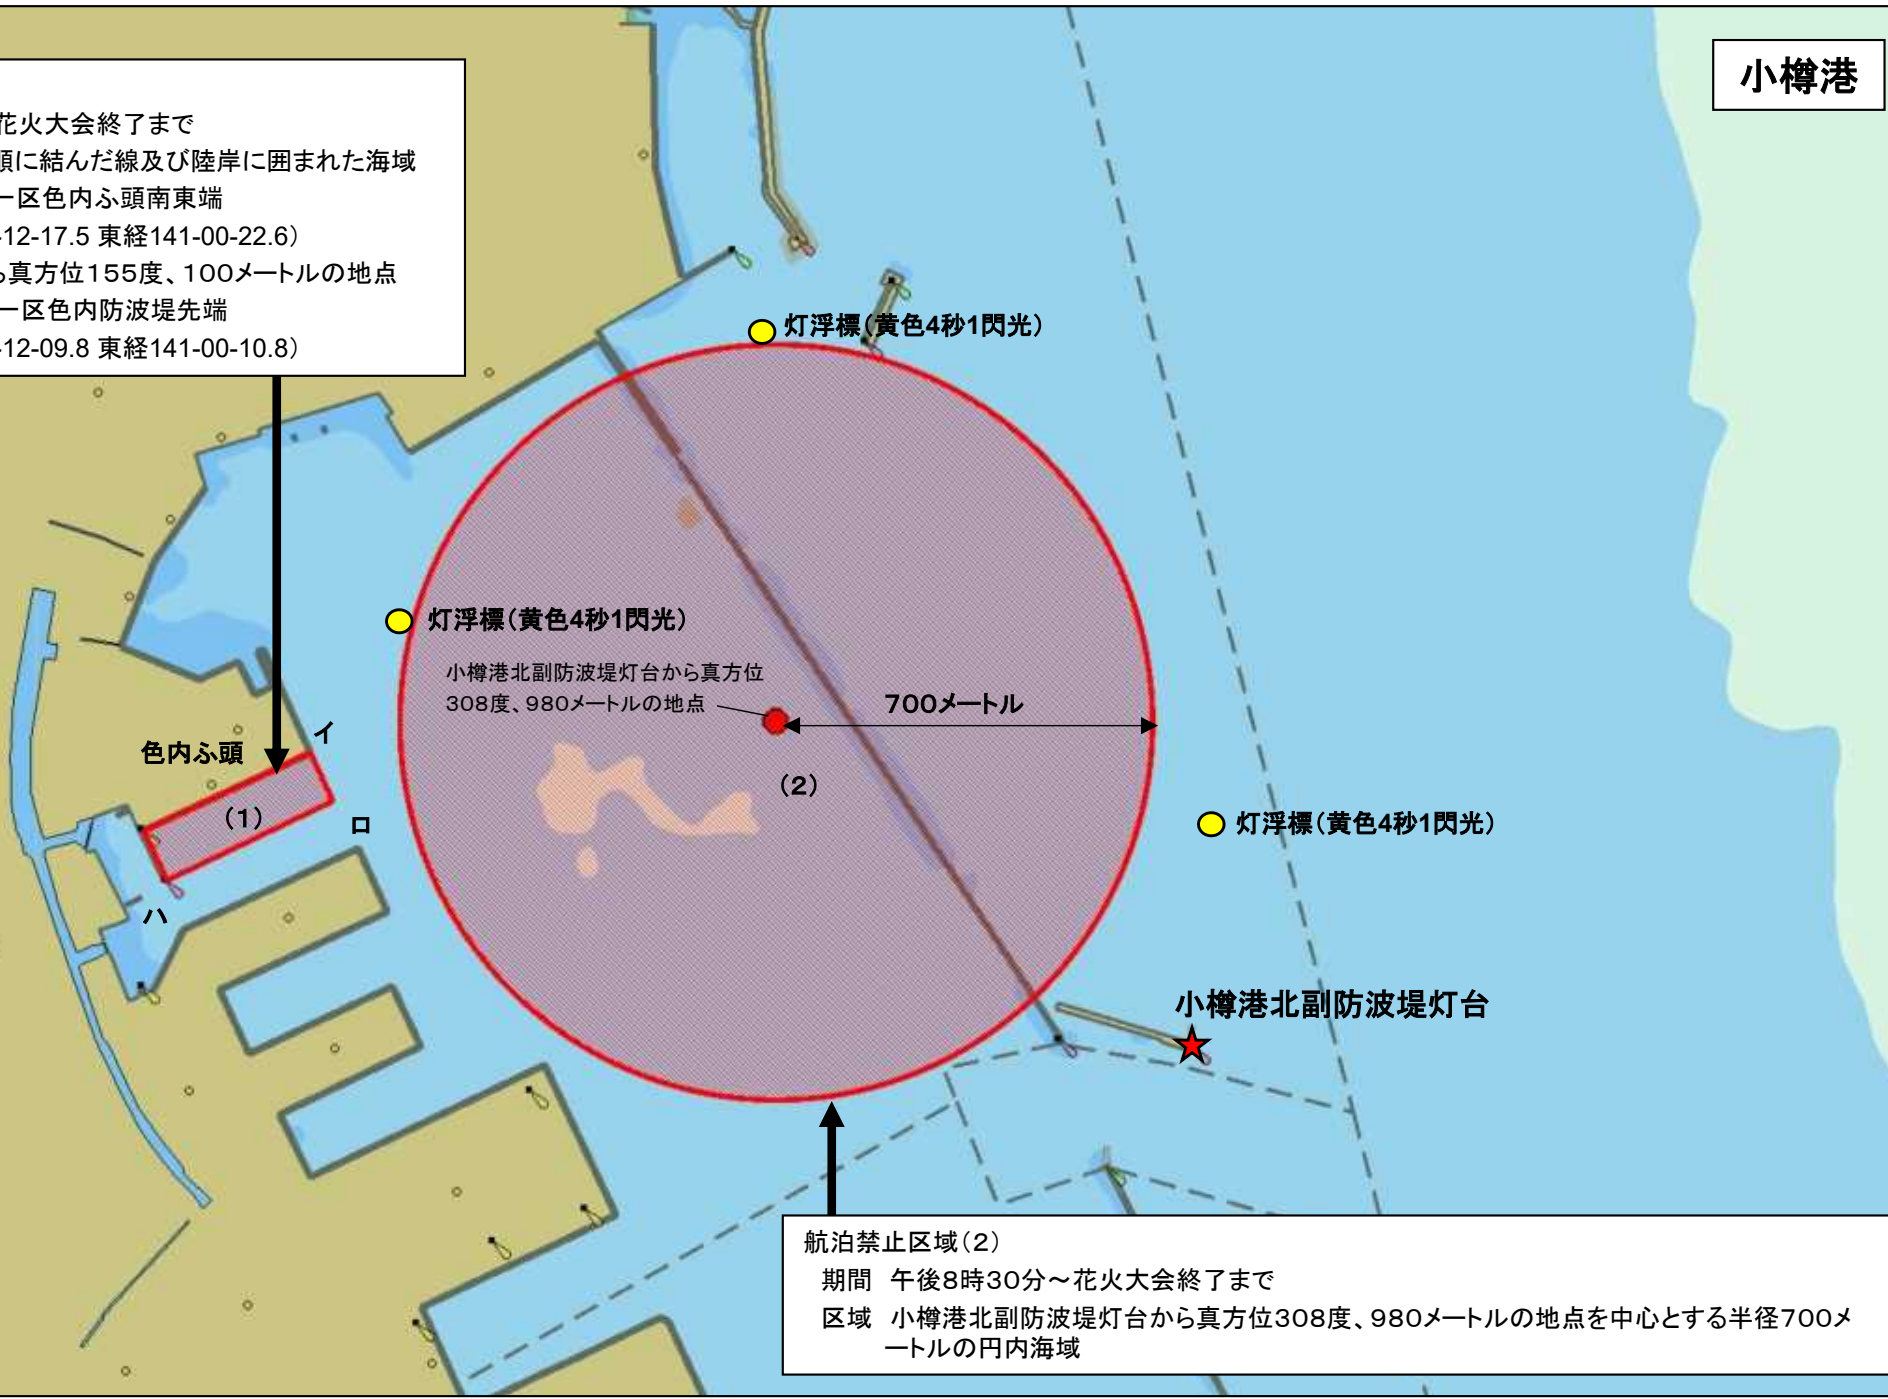 小樽港
花火大会終了まで
順に結んだ線及び陸岸に囲まれた海域
一区色内ふ頭南東端
-12-17.5 東経141-00-22.6）
ら真方位155度、100メートルの地点
一区色内防波堤先端
-12-09.8 東経141-00-10.8）
灯浮標（黄色4秒1閃光）
灯浮標（黄色4秒1閃光）
小樽港北副防波堤灯台から真方位
308度、980メートルの地点
700メートル
（2）
イ
色内ふ頭
（1）
ロ
灯浮標（黄色4秒1閃光）
ハ
小樽港北副防波堤灯台
航泊禁止区域（2）
期間 午後8時30分～花火大会終了まで
区域 小樽港北副防波堤灯台から真方位308度、980メートルの地点を中心とする半径700メ
ートルの円内海域